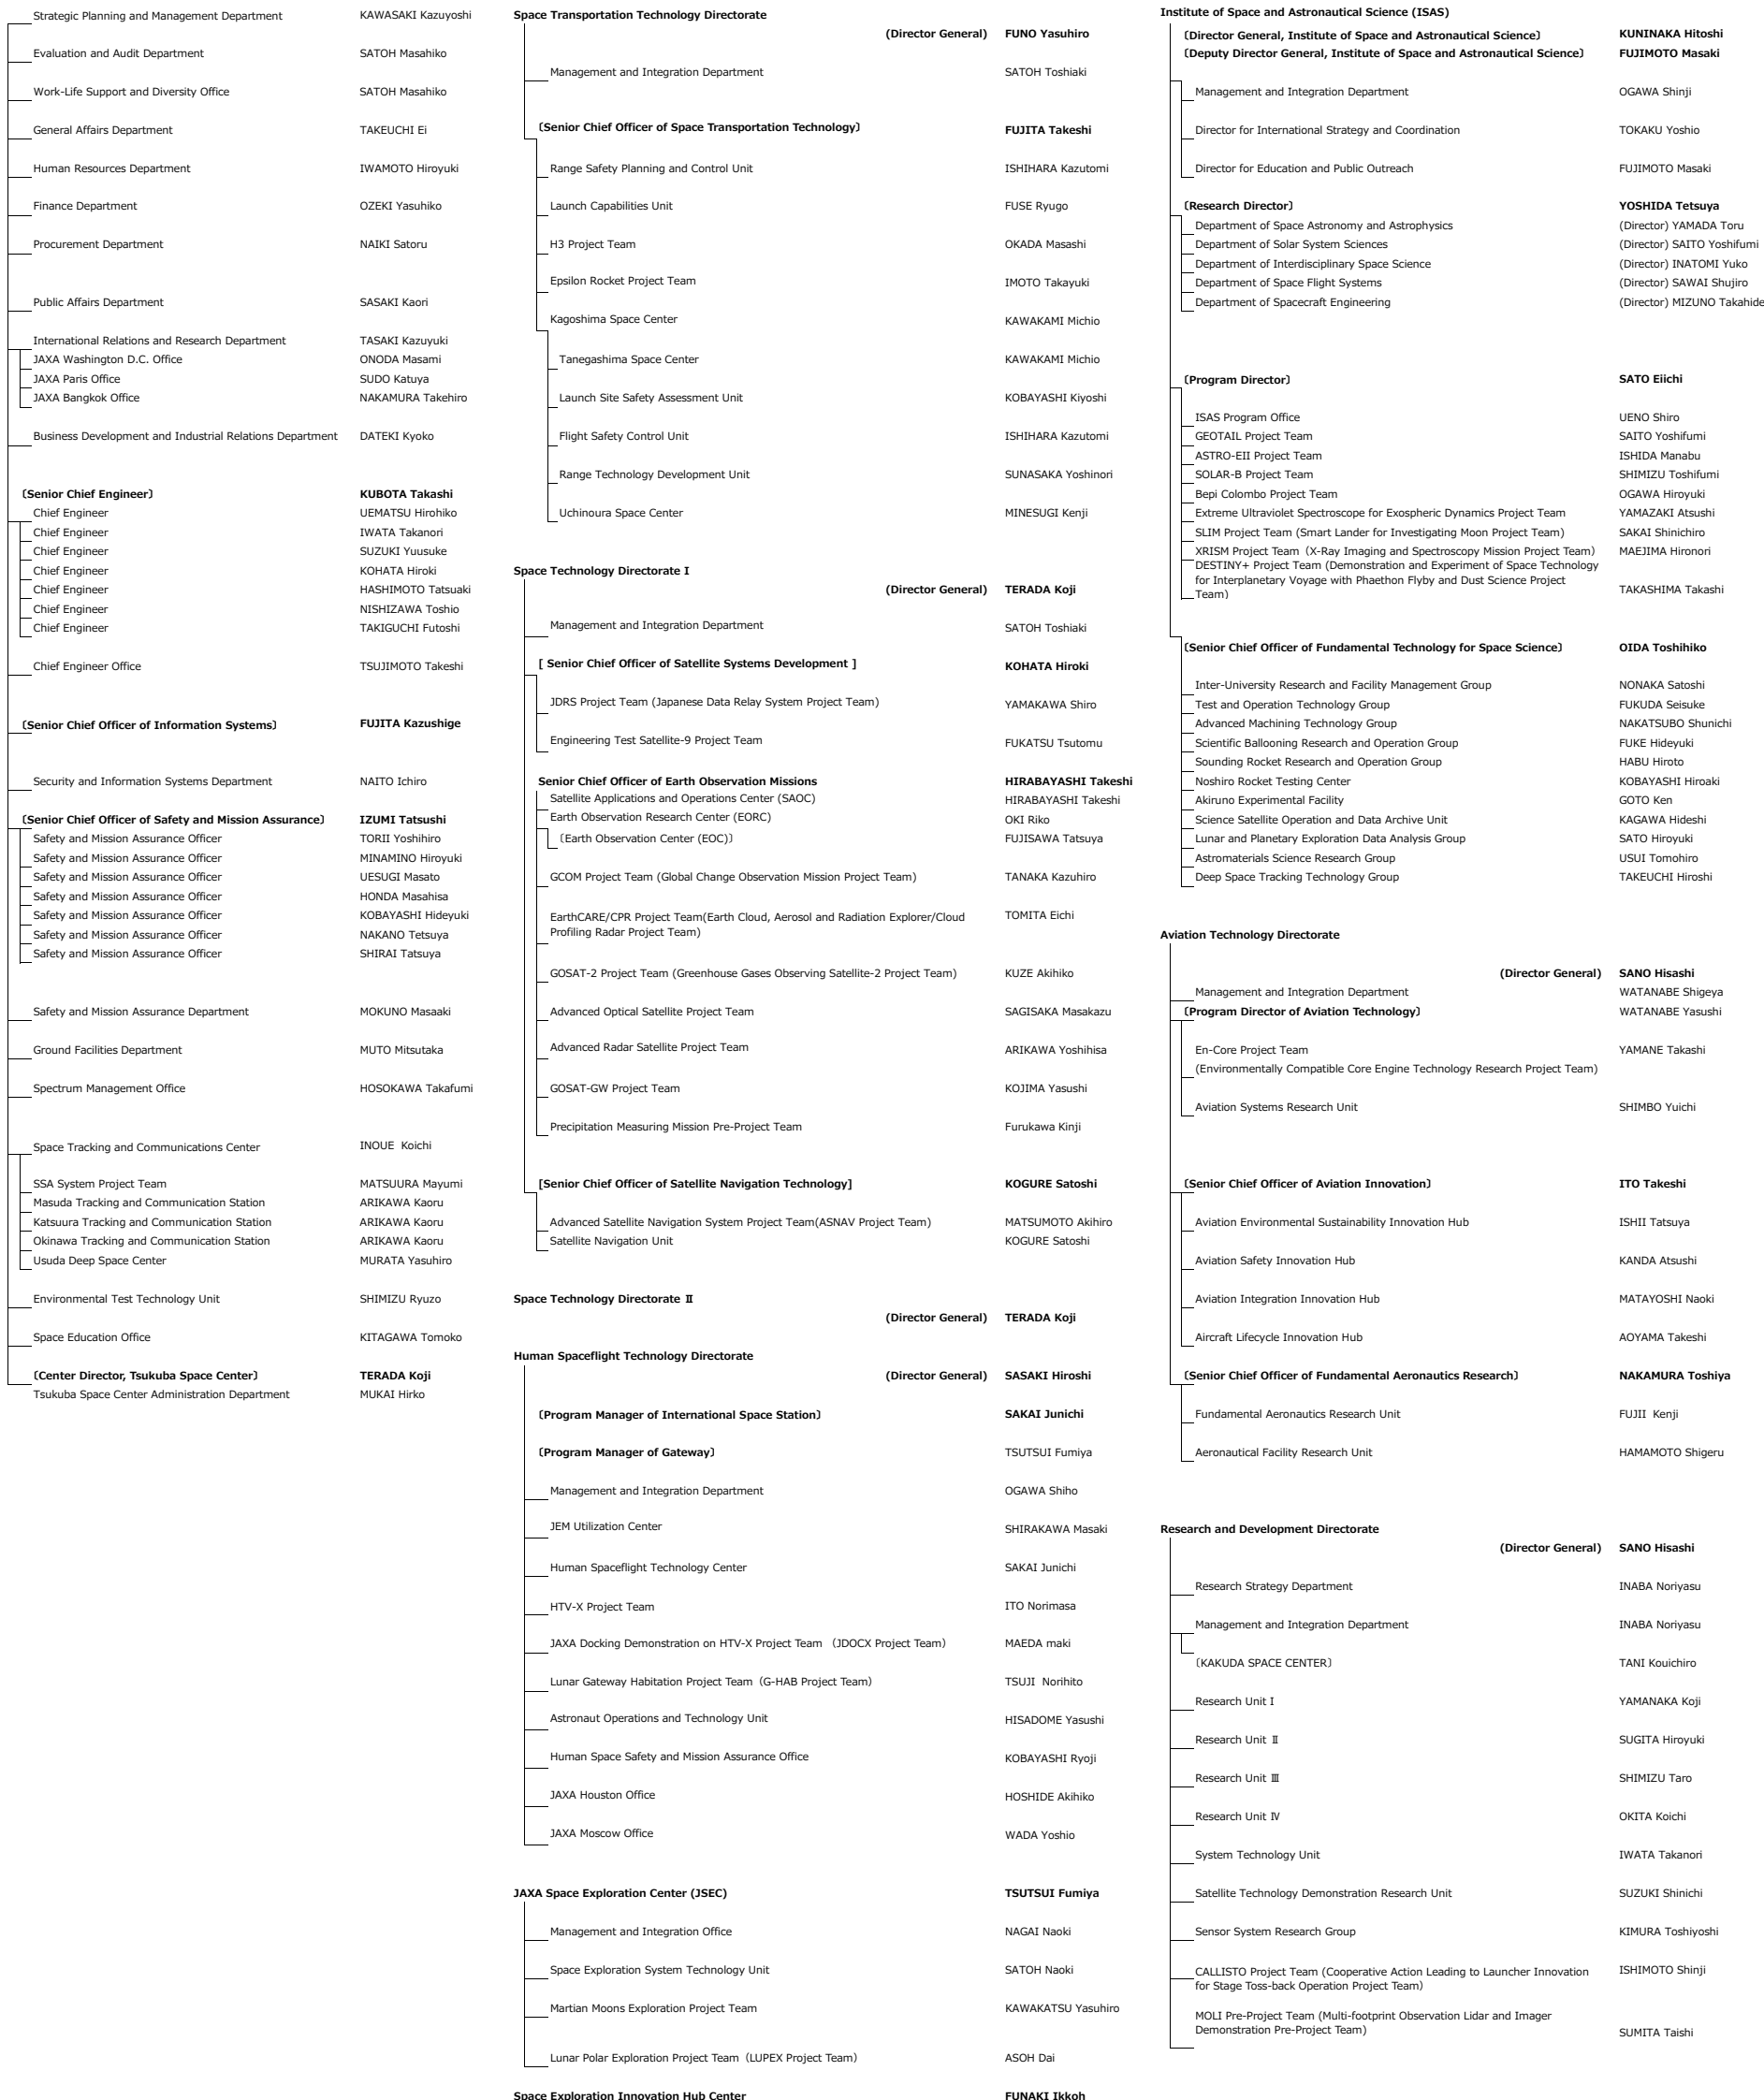 Strategic Planning and Management Department KAWASAKI Kazuyoshi
Evaluation and Audit Department SATOH Masahiko
Work-Life Support and Diversity Office SATOH Masahiko
General Affairs Department TAKEUCHI Ei
Human Resources Department IWAMOTO Hiroyuki
Finance Department OZEKI Yasuhiko
Procurement Department NAIKI Satoru
Public Affairs Department SASAKI Kaori
International Relations and Research Department TASAKI Kazuyuki
JAXA Washington D.C. Office ONODA Masami
JAXA Paris Office SUDO Katuya
JAXA Bangkok Office NAKAMURA Takehiro
Business Development and Industrial Relations Department DATEKI Kyoko
〔Senior Chief Engineer〕 KUBOTA Takashi
Chief Engineer UEMATSU Hirohiko
Chief Engineer IWATA Takanori
Chief Engineer SUZUKI Yuusuke
Chief Engineer KOHATA Hiroki
Chief Engineer HASHIMOTO Tatsuaki
Chief Engineer NISHIZAWA Toshio
Chief Engineer TAKIGUCHI Futoshi
Chief Engineer Office TSUJIMOTO Takeshi
〔Senior Chief Officer of Information Systems〕 FUJITA Kazushige
Security and Information Systems Department NAITO Ichiro
〔Senior Chief Officer of Safety and Mission Assurance〕 IZUMI Tatsushi
Safety and Mission Assurance Officer TORII Yoshihiro
Safety and Mission Assurance Officer MINAMINO Hiroyuki
Safety and Mission Assurance Officer UESUGI Masato
Safety and Mission Assurance Officer HONDA Masahisa
Safety and Mission Assurance Officer KOBAYASHI Hideyuki
Safety and Mission Assurance Officer NAKANO Tetsuya
Safety and Mission Assurance Officer SHIRAI Tatsuya
Safety and Mission Assurance Department MOKUNO Masaaki
Ground Facilities Department MUTO Mitsutaka
Spectrum Management Office HOSOKAWA Takafumi
Space Tracking and Communications Center INOUE Koichi
SSA System Project Team MATSUURA Mayumi
Masuda Tracking and Communication Station ARIKAWA Kaoru
Katsuura Tracking and Communication Station ARIKAWA Kaoru
Okinawa Tracking and Communication Station ARIKAWA Kaoru
Usuda Deep Space Center MURATA Yasuhiro
Environmental Test Technology Unit SHIMIZU Ryuzo
Space Education Office KITAGAWA Tomoko
〔Center Director, Tsukuba Space Center〕 TERADA Koji
Tsukuba Space Center Administration Department MUKAI Hirko
Space Transportation Technology Directorate
(Director General) FUNO Yasuhiro
Management and Integration Department SATOH Toshiaki
〔Senior Chief Officer of Space Transportation Technology〕 FUJITA Takeshi
Range Safety Planning and Control Unit ISHIHARA Kazutomi
Launch Capabilities Unit FUSE Ryugo
H3 Project Team OKADA Masashi
Epsilon Rocket Project Team IMOTO Takayuki
Kagoshima Space Center KAWAKAMI Michio
Tanegashima Space Center KAWAKAMI Michio
Launch Site Safety Assessment Unit KOBAYASHI Kiyoshi
Flight Safety Control Unit ISHIHARA Kazutomi
Range Technology Development Unit SUNASAKA Yoshinori
Uchinoura Space Center MINESUGI Kenji
Space Technology Directorate I
(Director General) TERADA Koji
Management and Integration Department SATOH Toshiaki
[ Senior Chief Officer of Satellite Systems Development ] KOHATA Hiroki
JDRS Project Team (Japanese Data Relay System Project Team) YAMAKAWA Shiro
Engineering Test Satellite-9 Project Team FUKATSU Tsutomu
Senior Chief Officer of Earth Observation Missions HIRABAYASHI Takeshi
Satellite Applications and Operations Center (SAOC) HIRABAYASHI Takeshi
Earth Observation Research Center (EORC) OKI Riko
〔Earth Observation Center (EOC)〕 FUJISAWA Tatsuya
GCOM Project Team (Global Change Observation Mission Project Team) TANAKA Kazuhiro
EarthCARE/CPR Project Team(Earth Cloud, Aerosol and Radiation Explorer/Cloud TOMITA Eichi
Profiling Radar Project Team)
GOSAT-2 Project Team (Greenhouse Gases Observing Satellite-2 Project Team) KUZE Akihiko
Advanced Optical Satellite Project Team SAGISAKA Masakazu
Advanced Radar Satellite Project Team ARIKAWA Yoshihisa
GOSAT-GW Project Team KOJIMA Yasushi
Precipitation Measuring Mission Pre-Project Team Furukawa Kinji
[Senior Chief Officer of Satellite Navigation Technology] KOGURE Satoshi
Advanced Satellite Navigation System Project Team(ASNAV Project Team) MATSUMOTO Akihiro
Satellite Navigation Unit KOGURE Satoshi
Space Technology Directorate Ⅱ
(Director General) TERADA Koji
Human Spaceflight Technology Directorate
(Director General) SASAKI Hiroshi
〔Program Manager of International Space Station〕 SAKAI Junichi
〔Program Manager of Gateway〕 TSUTSUI Fumiya
Management and Integration Department OGAWA Shiho
JEM Utilization Center SHIRAKAWA Masaki
Human Spaceflight Technology Center SAKAI Junichi
HTV-X Project Team ITO Norimasa
JAXA Docking Demonstration on HTV-X Project Team （JDOCX Project Team） MAEDA maki
Lunar Gateway Habitation Project Team（G-HAB Project Team） TSUJI Norihito
Astronaut Operations and Technology Unit HISADOME Yasushi
Human Space Safety and Mission Assurance Office KOBAYASHI Ryoji
JAXA Houston Office HOSHIDE Akihiko
JAXA Moscow Office WADA Yoshio
JAXA Space Exploration Center (JSEC) TSUTSUI Fumiya
Management and Integration Office NAGAI Naoki
Space Exploration System Technology Unit SATOH Naoki
Martian Moons Exploration Project Team KAWAKATSU Yasuhiro
Lunar Polar Exploration Project Team（LUPEX Project Team） ASOH Dai
Space Exploration Innovation Hub Center FUNAKI Ikkoh
Institute of Space and Astronautical Science (ISAS)
〔Director General, Institute of Space and Astronautical Science〕 KUNINAKA Hitoshi
〔Deputy Director General, Institute of Space and Astronautical Science〕 FUJIMOTO Masaki
Management and Integration Department OGAWA Shinji
Director for International Strategy and Coordination TOKAKU Yoshio
Director for Education and Public Outreach FUJIMOTO Masaki
〔Research Director〕 YOSHIDA Tetsuya
Department of Space Astronomy and Astrophysics (Director) YAMADA Toru
Department of Solar System Sciences (Director) SAITO Yoshifumi
Department of Interdisciplinary Space Science (Director) INATOMI Yuko
Department of Space Flight Systems (Director) SAWAI Shujiro
Department of Spacecraft Engineering (Director) MIZUNO Takahide
〔Program Director〕 SATO Eiichi
ISAS Program Office UENO Shiro
GEOTAIL Project Team SAITO Yoshifumi
ASTRO-EII Project Team ISHIDA Manabu
SOLAR-B Project Team SHIMIZU Toshifumi
Bepi Colombo Project Team OGAWA Hiroyuki
Extreme Ultraviolet Spectroscope for Exospheric Dynamics Project Team YAMAZAKI Atsushi
SLIM Project Team (Smart Lander for Investigating Moon Project Team) SAKAI Shinichiro
XRISM Project Team（X-Ray Imaging and Spectroscopy Mission Project Team） MAEJIMA Hironori
DESTINY+ Project Team (Demonstration and Experiment of Space Technology
for Interplanetary Voyage with Phaethon Flyby and Dust Science Project
Team) TAKASHIMA Takashi
〔Senior Chief Officer of Fundamental Technology for Space Science〕 OIDA Toshihiko
Inter-University Research and Facility Management Group NONAKA Satoshi
Test and Operation Technology Group FUKUDA Seisuke
Advanced Machining Technology Group NAKATSUBO Shunichi
Scientific Ballooning Research and Operation Group FUKE Hideyuki
Sounding Rocket Research and Operation Group HABU Hiroto
Noshiro Rocket Testing Center KOBAYASHI Hiroaki
Akiruno Experimental Facility GOTO Ken
Science Satellite Operation and Data Archive Unit KAGAWA Hideshi
Lunar and Planetary Exploration Data Analysis Group SATO Hiroyuki
Astromaterials Science Research Group USUI Tomohiro
Deep Space Tracking Technology Group TAKEUCHI Hiroshi
Aviation Technology Directorate
(Director General) SANO Hisashi
Management and Integration Department WATANABE Shigeya
〔Program Director of Aviation Technology〕 WATANABE Yasushi
En-Core Project Team YAMANE Takashi
(Environmentally Compatible Core Engine Technology Research Project Team)
Aviation Systems Research Unit SHIMBO Yuichi
〔Senior Chief Officer of Aviation Innovation〕 ITO Takeshi
Aviation Environmental Sustainability Innovation Hub ISHII Tatsuya
Aviation Safety Innovation Hub KANDA Atsushi
Aviation Integration Innovation Hub MATAYOSHI Naoki
Aircraft Lifecycle Innovation Hub AOYAMA Takeshi
〔Senior Chief Officer of Fundamental Aeronautics Research〕 NAKAMURA Toshiya
Fundamental Aeronautics Research Unit FUJII Kenji
Aeronautical Facility Research Unit HAMAMOTO Shigeru
Research and Development Directorate
(Director General) SANO Hisashi
Research Strategy Department INABA Noriyasu
Management and Integration Department INABA Noriyasu
〔KAKUDA SPACE CENTER〕 TANI Kouichiro
Research Unit I YAMANAKA Koji
Research Unit Ⅱ SUGITA Hiroyuki
Research Unit Ⅲ SHIMIZU Taro
Research Unit Ⅳ OKITA Koichi
System Technology Unit IWATA Takanori
Satellite Technology Demonstration Research Unit SUZUKI Shinichi
Sensor System Research Group KIMURA Toshiyoshi
CALLISTO Project Team (Cooperative Action Leading to Launcher Innovation ISHIMOTO Shinji
for Stage Toss-back Operation Project Team)
MOLI Pre-Project Team (Multi-footprint Observation Lidar and Imager
Demonstration Pre-Project Team) SUMITA Taishi